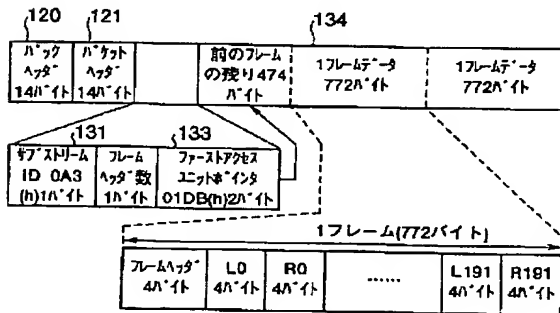 120
121
134
ﾊﾟｯｸ
ﾍｯﾀﾞ
14ﾊﾞｲﾄ
ﾊﾟｹｯﾄ
ﾍｯﾀﾞ
14ﾊﾞｲﾄ
前のフレーム
の残り474
バイト
1フレームデータ
772バイト
1フレームデータ
772バイト
131
133
ｻﾌﾞｽﾄﾘｰﾑ
ID 0A3
(h)1ﾊﾞｲﾄ
ﾌﾚｰﾑ
ﾍｯﾀﾞ数
1ﾊﾞｲﾄ
ﾌｧｰｽﾄｱｸｾｽ
ﾕﾆｯﾄﾎﾟｲﾝﾀ
01DB(h)2ﾊﾞｲﾄ
1フレーム(772バイト)
ﾌﾚｰﾑﾍｯﾀﾞ
4ﾊﾞｲﾄ
L0
4ﾊﾞｲﾄ
R0
4ﾊﾞｲﾄ
……
L191
4ﾊﾞｲﾄ
R191
4ﾊﾞｲﾄ